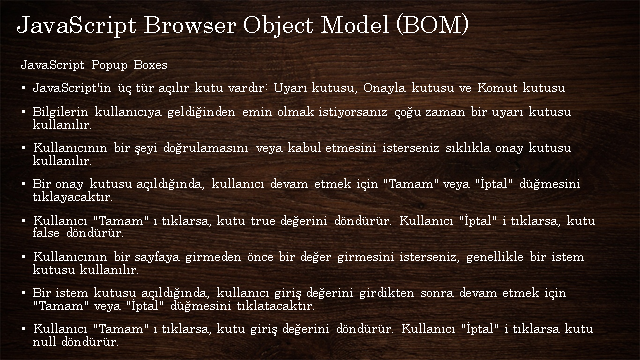 JavaScript Browser Object Model (BOM)
JavaScript Popup Boxes
• JavaScript'in üç tür açılır kutu vardır: Uyarı kutusu, Onayla kutusu ve Komut kutusu
• Bilgilerin kullanıcıya geldiğinden emin olmak istiyorsanız çoğu zaman bir uyarı kutusu
kullanılır.
• Kullanıcının bir şeyi doğrulamasını veya kabul etmesini isterseniz sıklıkla onay kutusu
kullanılır.
• Bir onay kutusu açıldığında, kullanıcı devam etmek için "Tamam" veya "İptal" düğmesini
tıklayacaktır.
• Kullanıcı "Tamam" ı tıklarsa, kutu true değerini döndürür. Kullanıcı "İptal" i tıklarsa, kutu
false döndürür.
• Kullanıcının bir sayfaya girmeden önce bir değer girmesini isterseniz, genellikle bir istem
kutusu kullanılır.
• Bir istem kutusu açıldığında, kullanıcı giriş değerini girdikten sonra devam etmek için
"Tamam" veya "İptal" düğmesini tıklatacaktır.
• Kullanıcı "Tamam" ı tıklarsa, kutu giriş değerini döndürür. Kullanıcı "İptal" i tıklarsa kutu
null döndürür.